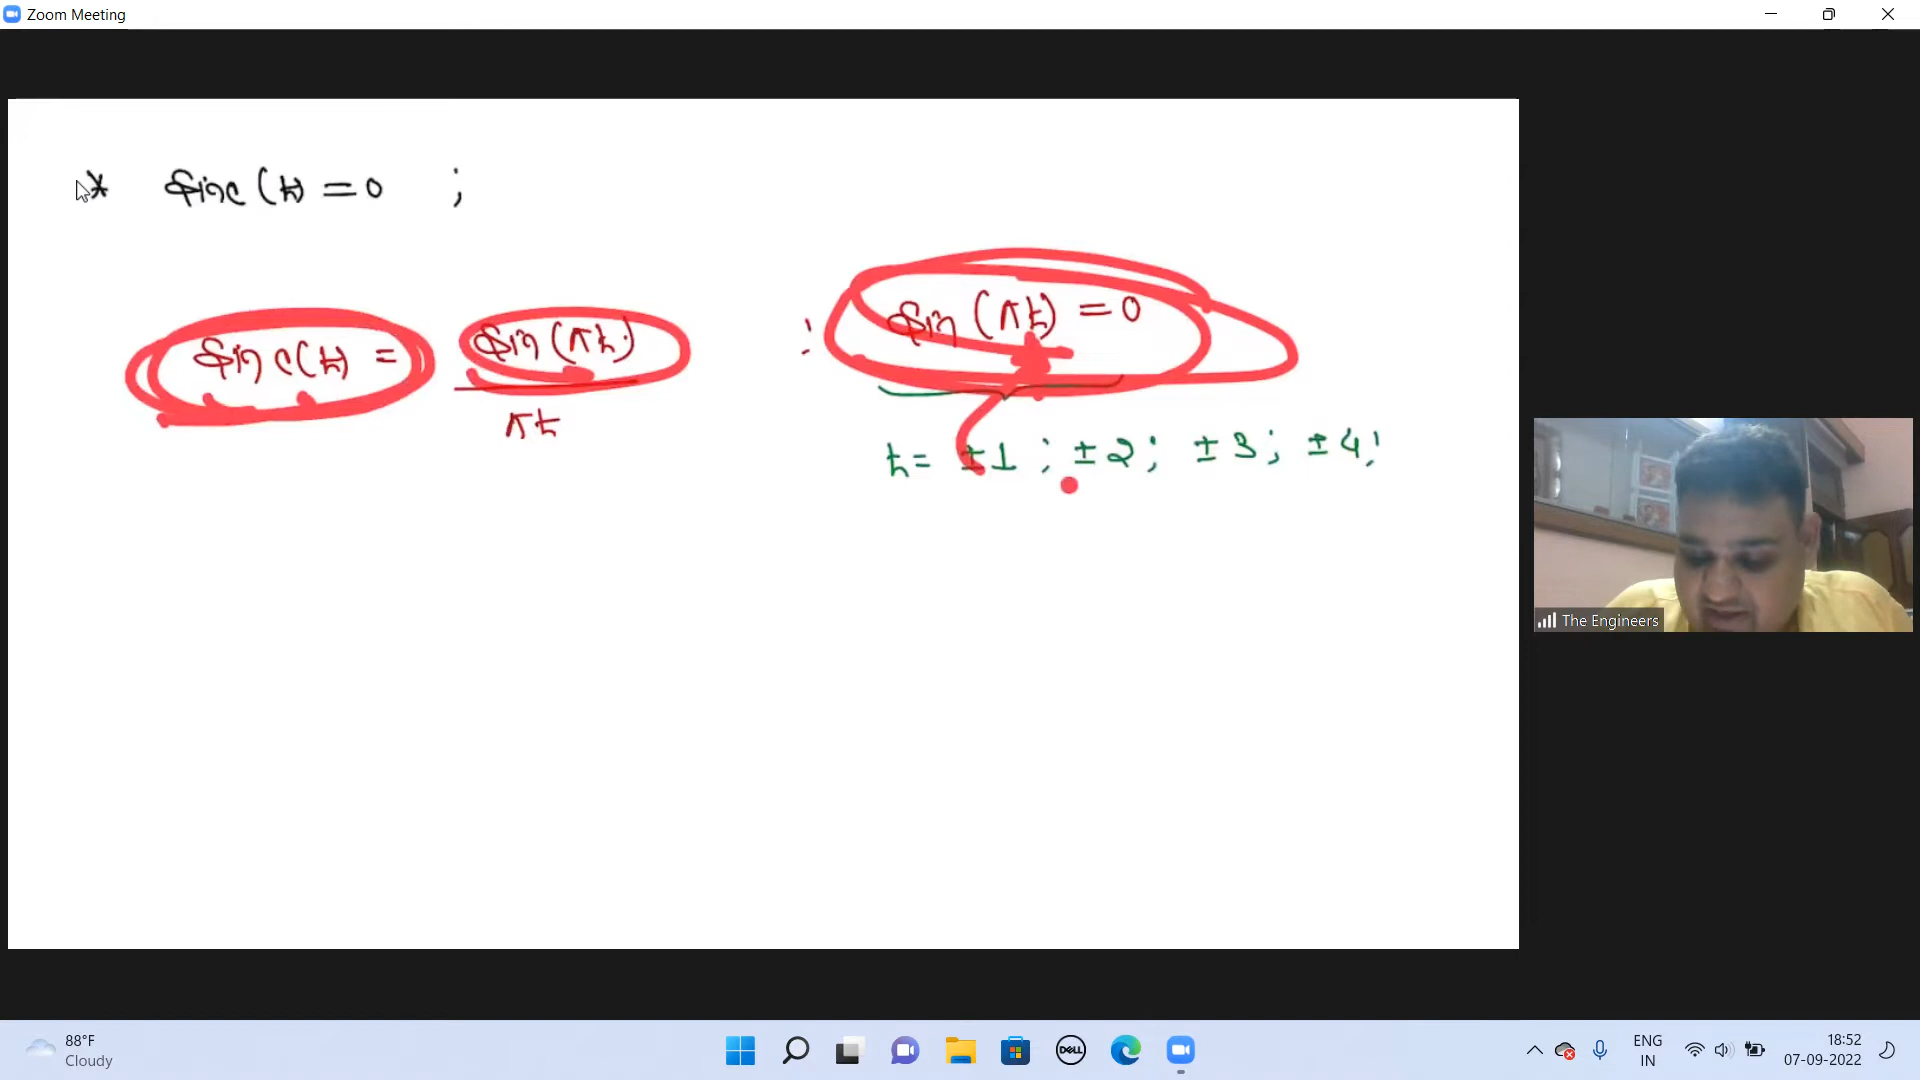 Zoom Meeting
* Sinc(t) = 0 ;
Sinc(t) = Sin(πt) / πt : Sin(πt) = 0
t = ±1 ; ±2 ; ±3 ; ±4 ;
The Engineers
88°F
Cloudy
DELL
ENG
IN
18:52
07-09-2022